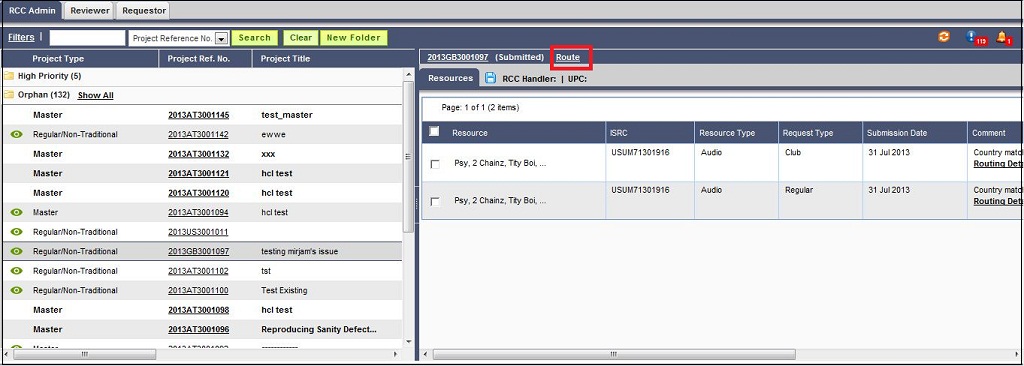 RCC Admin Reviewer Requestor
Filters | Project Reference No. Search Clear New Folder 119 1
Project Type Project Ref. No. Project Title
High Priority (5)
Orphan (132) Show All
Master 2013AT3001145 test_master
Regular/Non-Traditional 2013AT3001142 ewwe
Master 2013AT3001132 xxx
Master 2013AT3001121 hcl test
Master 2013AT3001120 hcl test
Master 2013AT3001094 hcl test
Regular/Non-Traditional 2013US3001011
Regular/Non-Traditional 2013GB3001097 testing mirjam's issue
Regular/Non-Traditional 2013AT3001102 tst
Regular/Non-Traditional 2013AT3001100 Test Existing
Master 2013AT3001098 hcl test
Master 2013AT3001096 Reproducing Sanity Defect...
2013GB3001097 (Submitted) Route
Resources RCC Handler: | UPC:
Page: 1 of 1 (2 items)
Resource ISRC Resource Type Request Type Submission Date Comment
Psy, 2 Chainz, Tity Boi, ... USUM71301916 Audio Club 31 Jul 2013 Country matc
Routing Deta
Psy, 2 Chainz, Tity Boi, ... USUM71301916 Audio Regular 31 Jul 2013 Country matc
Routing Deta